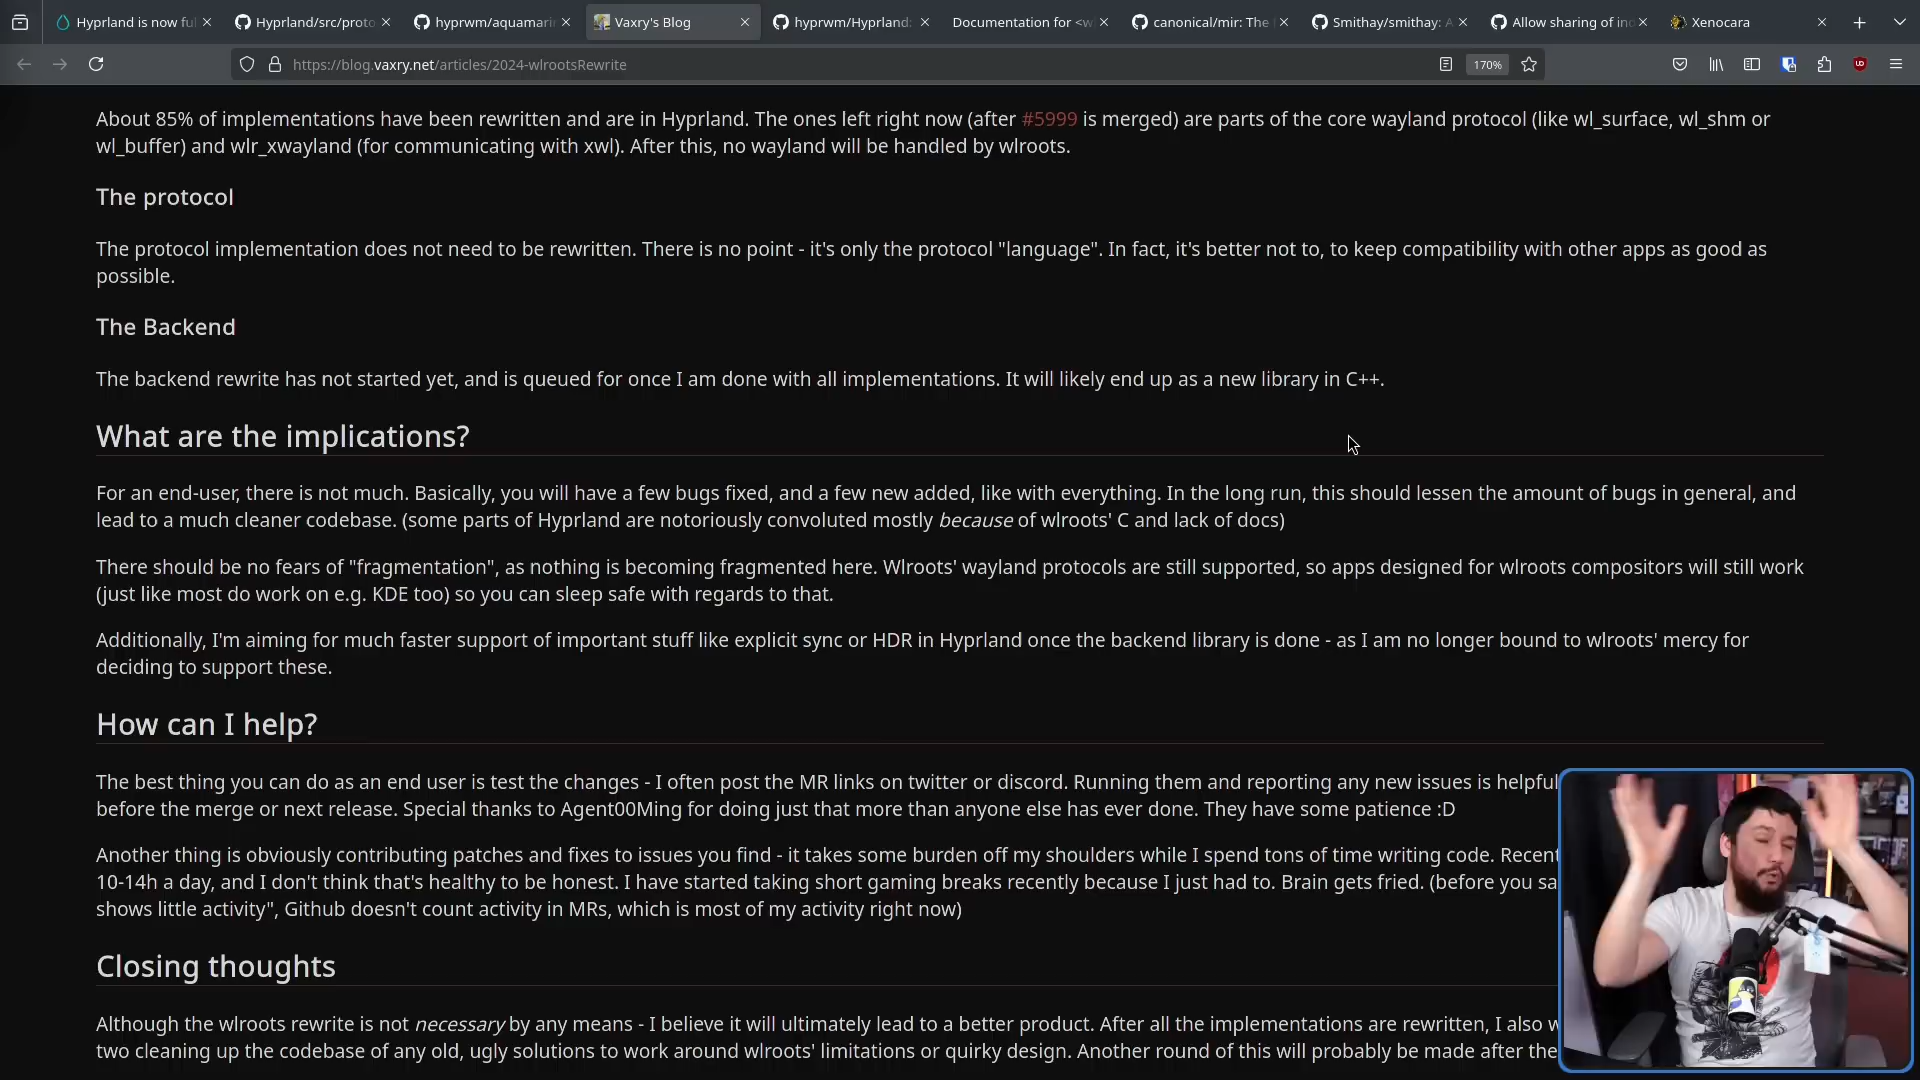 Hyprland is now ful
Hyprland/src/proto
hyprwm/aquamarin
Vaxry's Blog
hyprwm/Hyprland:
Documentation for <w
canonical/mir: The
Smithay/smithay: A
Allow sharing of inc
Xenocara
https://blog.vaxry.net/articles/2024-wlrootsRewrite
170%
About 85% of implementations have been rewritten and are in Hyprland. The ones left right now (after #5999 is merged) are parts of the core wayland protocol (like wl_surface, wl_shm or
wl_buffer) and wlr_xwayland (for communicating with xwl). After this, no wayland will be handled by wlroots.
The protocol
The protocol implementation does not need to be rewritten. There is no point - it's only the protocol "language". In fact, it's better not to, to keep compatibility with other apps as good as
possible.
The Backend
The backend rewrite has not started yet, and is queued for once I am done with all implementations. It will likely end up as a new library in C++.
What are the implications?
For an end-user, there is not much. Basically, you will have a few bugs fixed, and a few new added, like with everything. In the long run, this should lessen the amount of bugs in general, and
lead to a much cleaner codebase. (some parts of Hyprland are notoriously convoluted mostly because of wlroots' C and lack of docs)
There should be no fears of "fragmentation", as nothing is becoming fragmented here. Wlroots' wayland protocols are still supported, so apps designed for wlroots compositors will still work
(just like most do work on e.g. KDE too) so you can sleep safe with regards to that.
Additionally, I'm aiming for much faster support of important stuff like explicit sync or HDR in Hyprland once the backend library is done - as I am no longer bound to wlroots' mercy for
deciding to support these.
How can I help?
The best thing you can do as an end user is test the changes - I often post the MR links on twitter or discord. Running them and reporting any new issues is helpful
before the merge or next release. Special thanks to Agent00Ming for doing just that more than anyone else has ever done. They have some patience :D
Another thing is obviously contributing patches and fixes to issues you find - it takes some burden off my shoulders while I spend tons of time writing code. Recent
10-14h a day, and I don't think that's healthy to be honest. I have started taking short gaming breaks recently because I just had to. Brain gets fried. (before you sa
shows little activity", Github doesn't count activity in MRs, which is most of my activity right now)
Closing thoughts
Although the wlroots rewrite is not necessary by any means - I believe it will ultimately lead to a better product. After all the implementations are rewritten, I also w
two cleaning up the codebase of any old, ugly solutions to work around wlroots' limitations or quirky design. Another round of this will probably be made after the